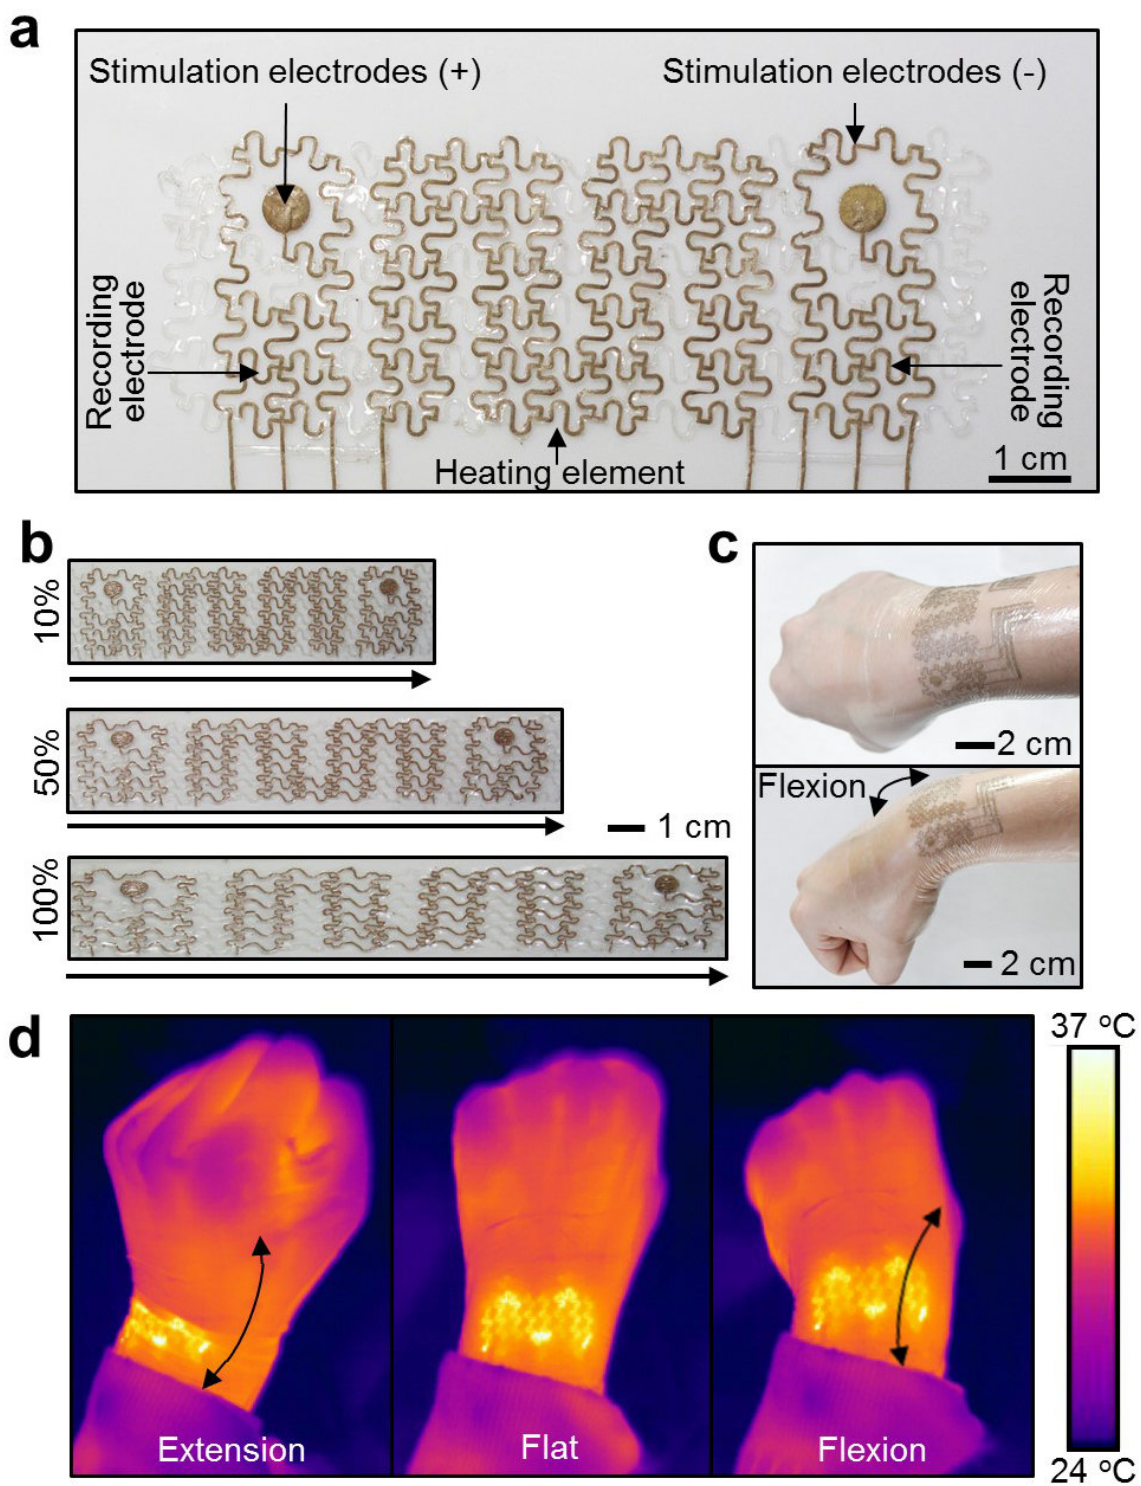 a
Stimulation electrodes (+)
Stimulation electrodes (-)
Recording
electrode
Recording
electrode
Heating element
1 cm
b
10%
50%
1 cm
100%
c
2 cm
Flexion
2 cm
d
37 °C
Extension
Flat
Flexion
24 °C